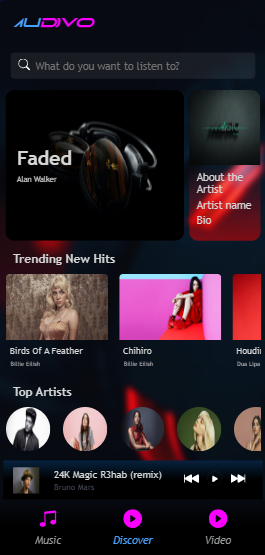 AUDIVO
What do you want to listen to?
Faded
Alan Walker
music
About the
Artist
Artist name
Bio
Trending New Hits
Birds Of A Feather
Billie Eilish
Chihiro
Billie Eilish
Houdin
Dua Lipa
Top Artists
24K Magic R3hab (remix)
Bruno Mars
Music
Discover
Video